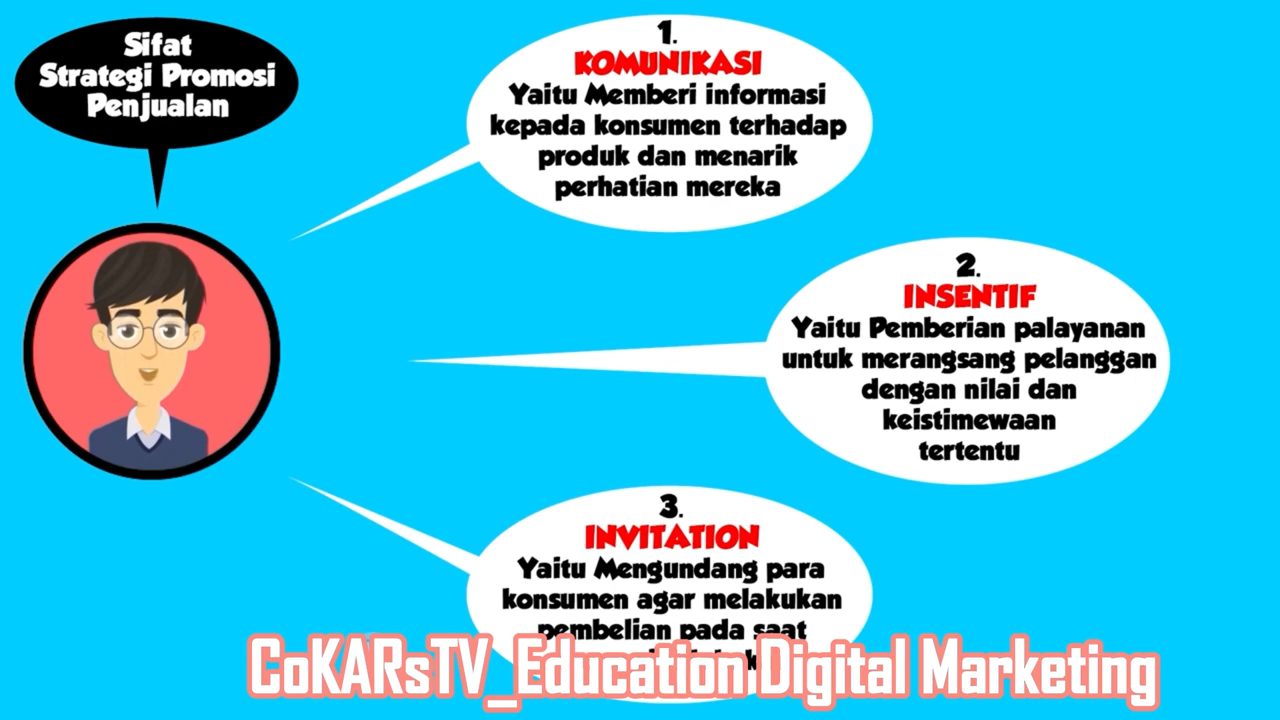 Sifat
Strategi Promosi
Penjualan
1.
KOMUNIKASI
Yaitu Memberi informasi
kepada konsumen terhadap
produk dan menarik
perhatian mereka
2.
INSENTIF
Yaitu Pemberian palayanan
untuk merangsang pelanggan
dengan nilai dan
keistimewaan
tertentu
3.
INVITATION
Yaitu Mengundang para
konsumen agar melakukan
pembelian pada saat
CoKARsTV_Education Digital Marketing